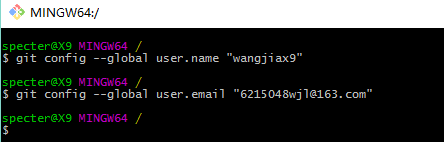 MINGW64:/
specter@X9 MINGW64 /
$ git config --global user.name "wangjiax9"
specter@X9 MINGW64 /
$ git config --global user.email "6215048wjl@163.com"
specter@X9 MINGW64 /
$